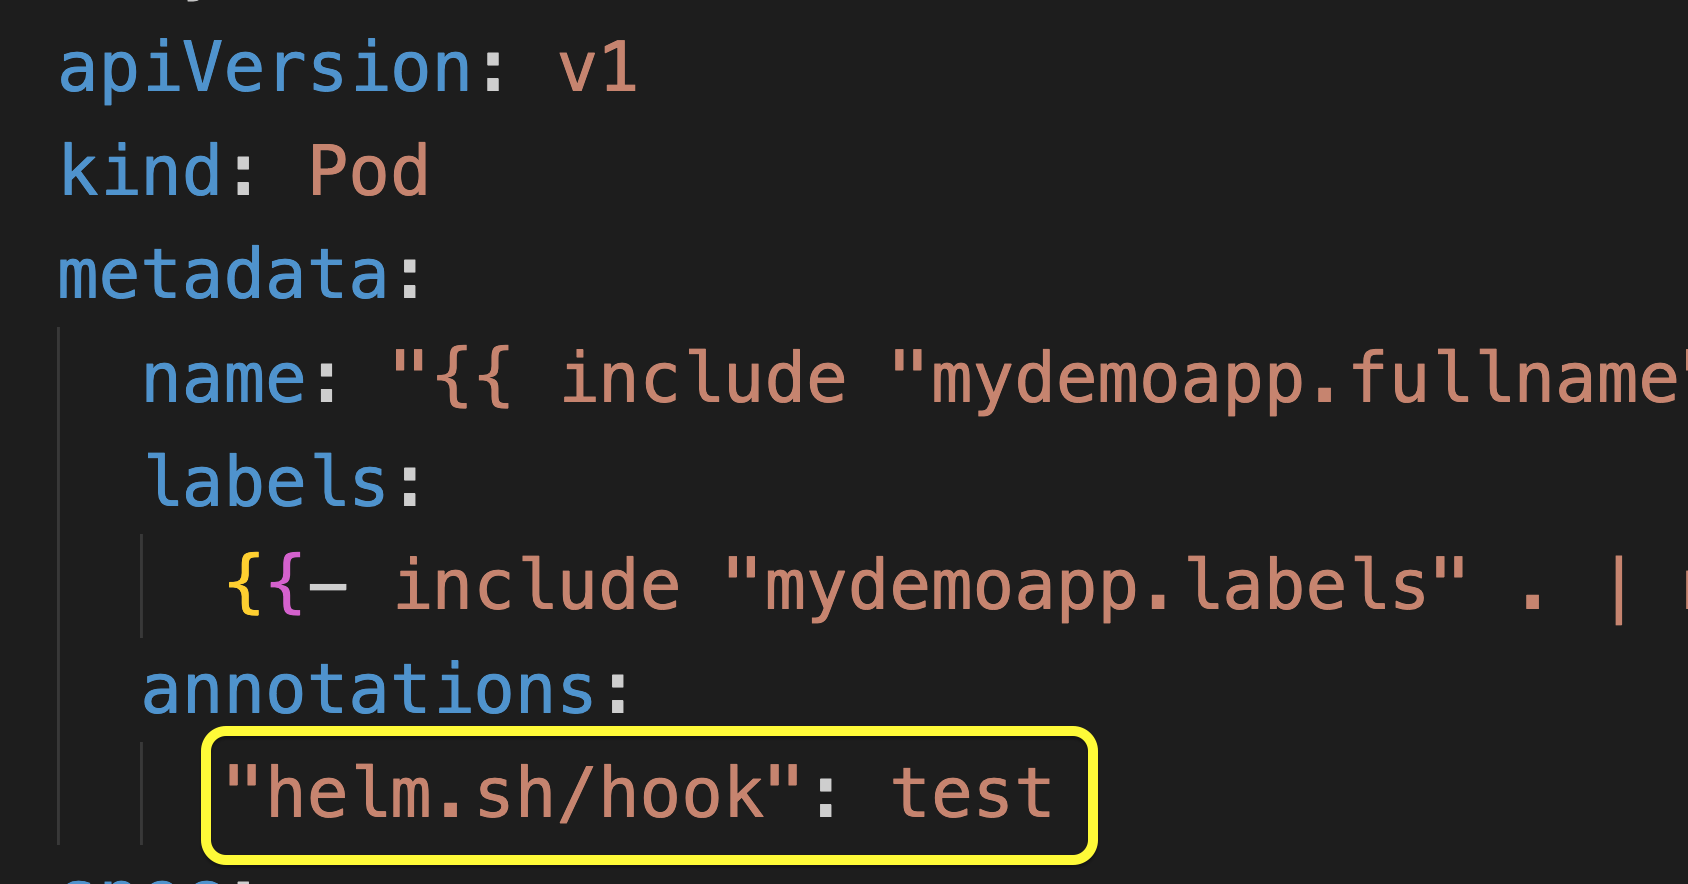 apiVersion: v1
kind: Pod
metadata:
  name: "{{ include "mydemoapp.fullname"
  labels:
    {{- include "mydemoapp.labels" . |
  annotations:
    "helm.sh/hook": test